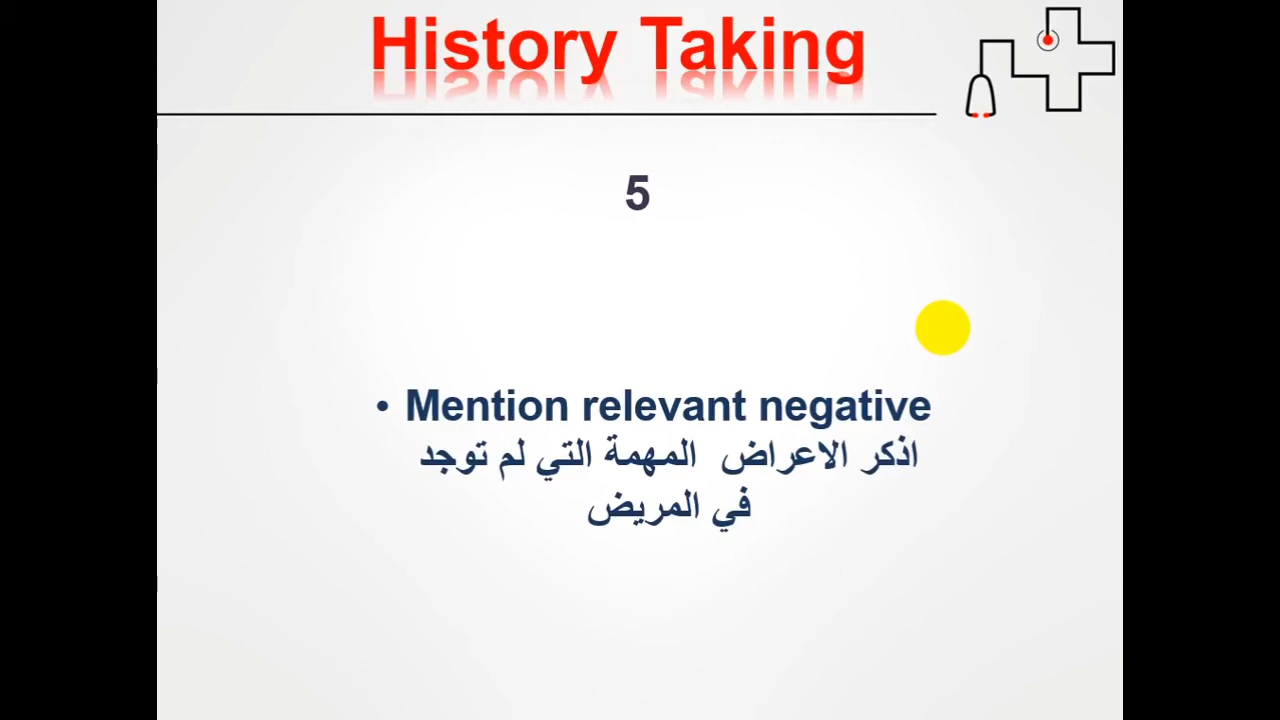 History Taking
5
• Mention relevant negative
اذكر الاعراض المهمة التي لم توجد
في المريض